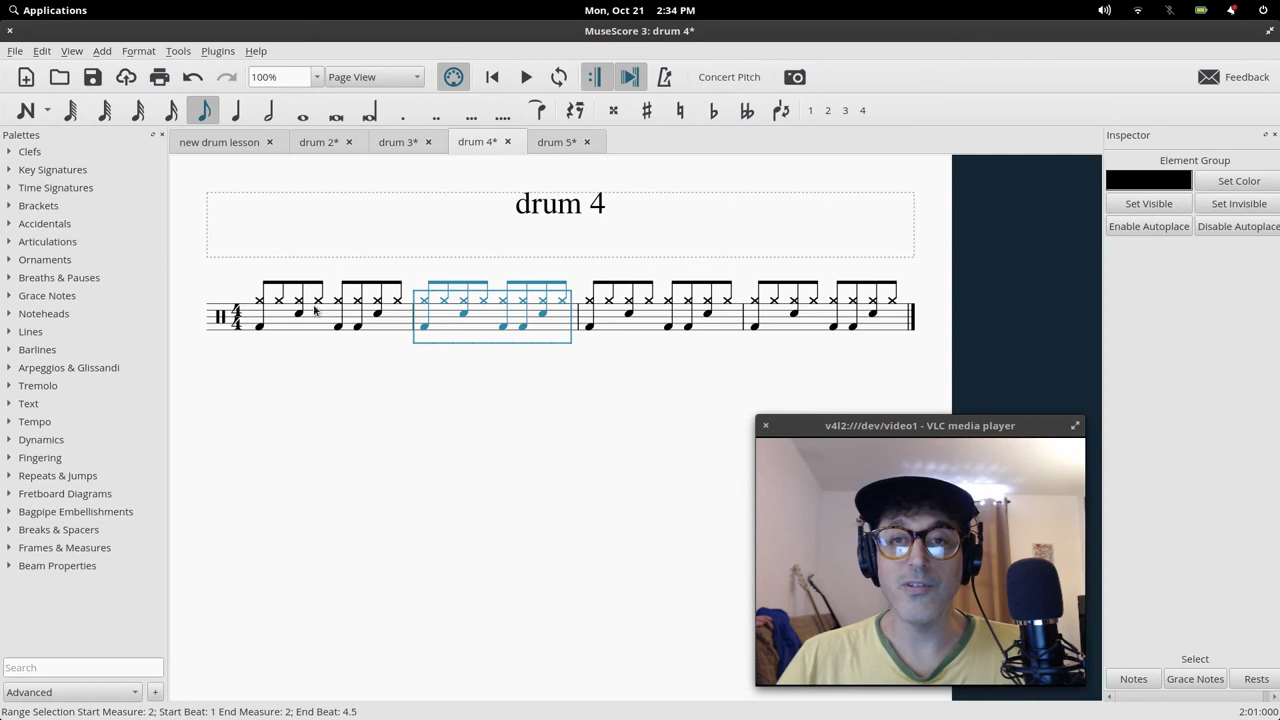 Applications
Mon, Oct 21 2:34 PM
MuseScore 3: drum 4*
File Edit View Add Format Tools Plugins Help
100% Page View Concert Pitch Feedback
1 2 3 4
Palettes
new drum lesson drum 2* drum 3* drum 4* drum 5*
Inspector
Clefs
Key Signatures
Time Signatures
Brackets
Accidentals
Articulations
Ornaments
Breaths & Pauses
Grace Notes
Noteheads
Lines
Barlines
Arpeggios & Glissandi
Tremolo
Text
Tempo
Dynamics
Fingering
Repeats & Jumps
Fretboard Diagrams
Bagpipe Embellishments
Breaks & Spacers
Frames & Measures
Beam Properties
Search
Advanced +
drum 4
4
4
v4l2:///dev/video1 - VLC media player
Element Group
Set Color
Set Visible Set Invisible
Enable Autoplace Disable Autoplace
Select
Notes Grace Notes Rests
Range Selection Start Measure: 2; Start Beat: 1 End Measure: 2; End Beat: 4.5
2:01:000